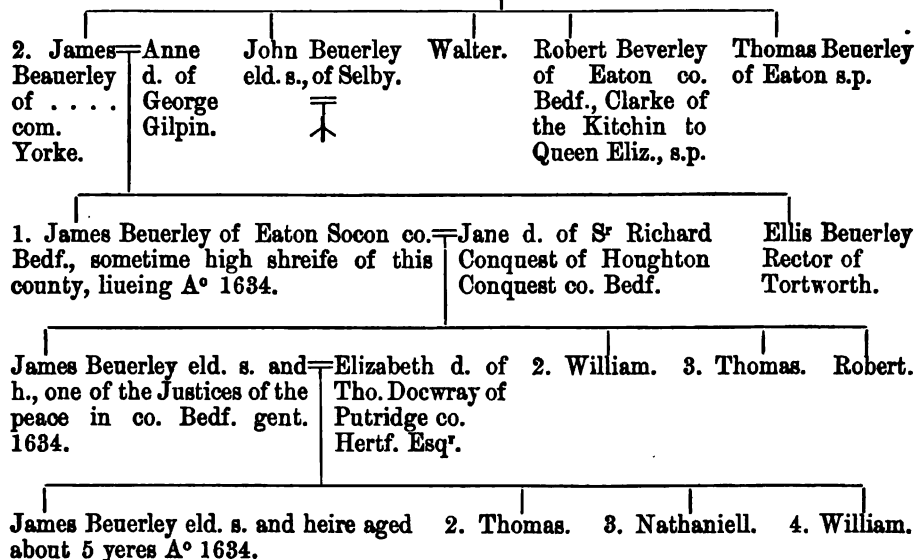 2. James Beauerley of . . . . com. Yorke.
Anne d. of George Gilpin.
John Beuerley eld. s., of Selby.
Walter.
Robert Beverley of Eaton co. Bedf., Clarke of the Kitchin to Queen Eliz., s.p.
Thomas Beuerley of Eaton s.p.
1. James Beuerley of Eaton Socon co. Bedf., sometime high shreife of this county, liueing Aº 1634.
Jane d. of Sʳ Richard Conquest of Houghton Conquest co. Bedf.
Ellis Beuerley Rector of Tortworth.
James Beuerley eld. s. and h., one of the Justices of the peace in co. Bedf. gent. 1634.
Elizabeth d. of Tho. Docwray of Putridge co. Hertf. Esqʳ.
2. William.
3. Thomas.
Robert.
James Beuerley eld. s. and heire aged about 5 yeres Aº 1634.
2. Thomas.
3. Nathaniell.
4. William.